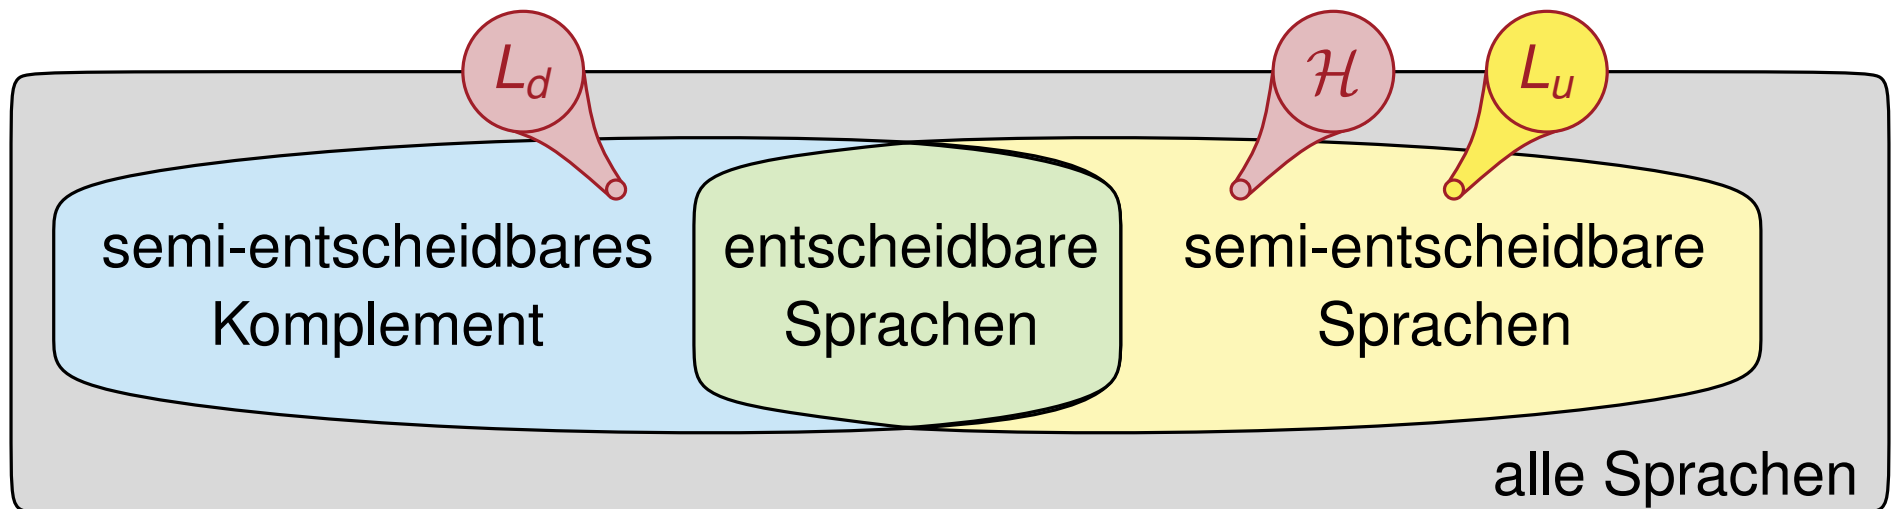 L_d
ℋ
L_u
semi-entscheidbares
Komplement
entscheidbare
Sprachen
semi-entscheidbare
Sprachen
alle Sprachen